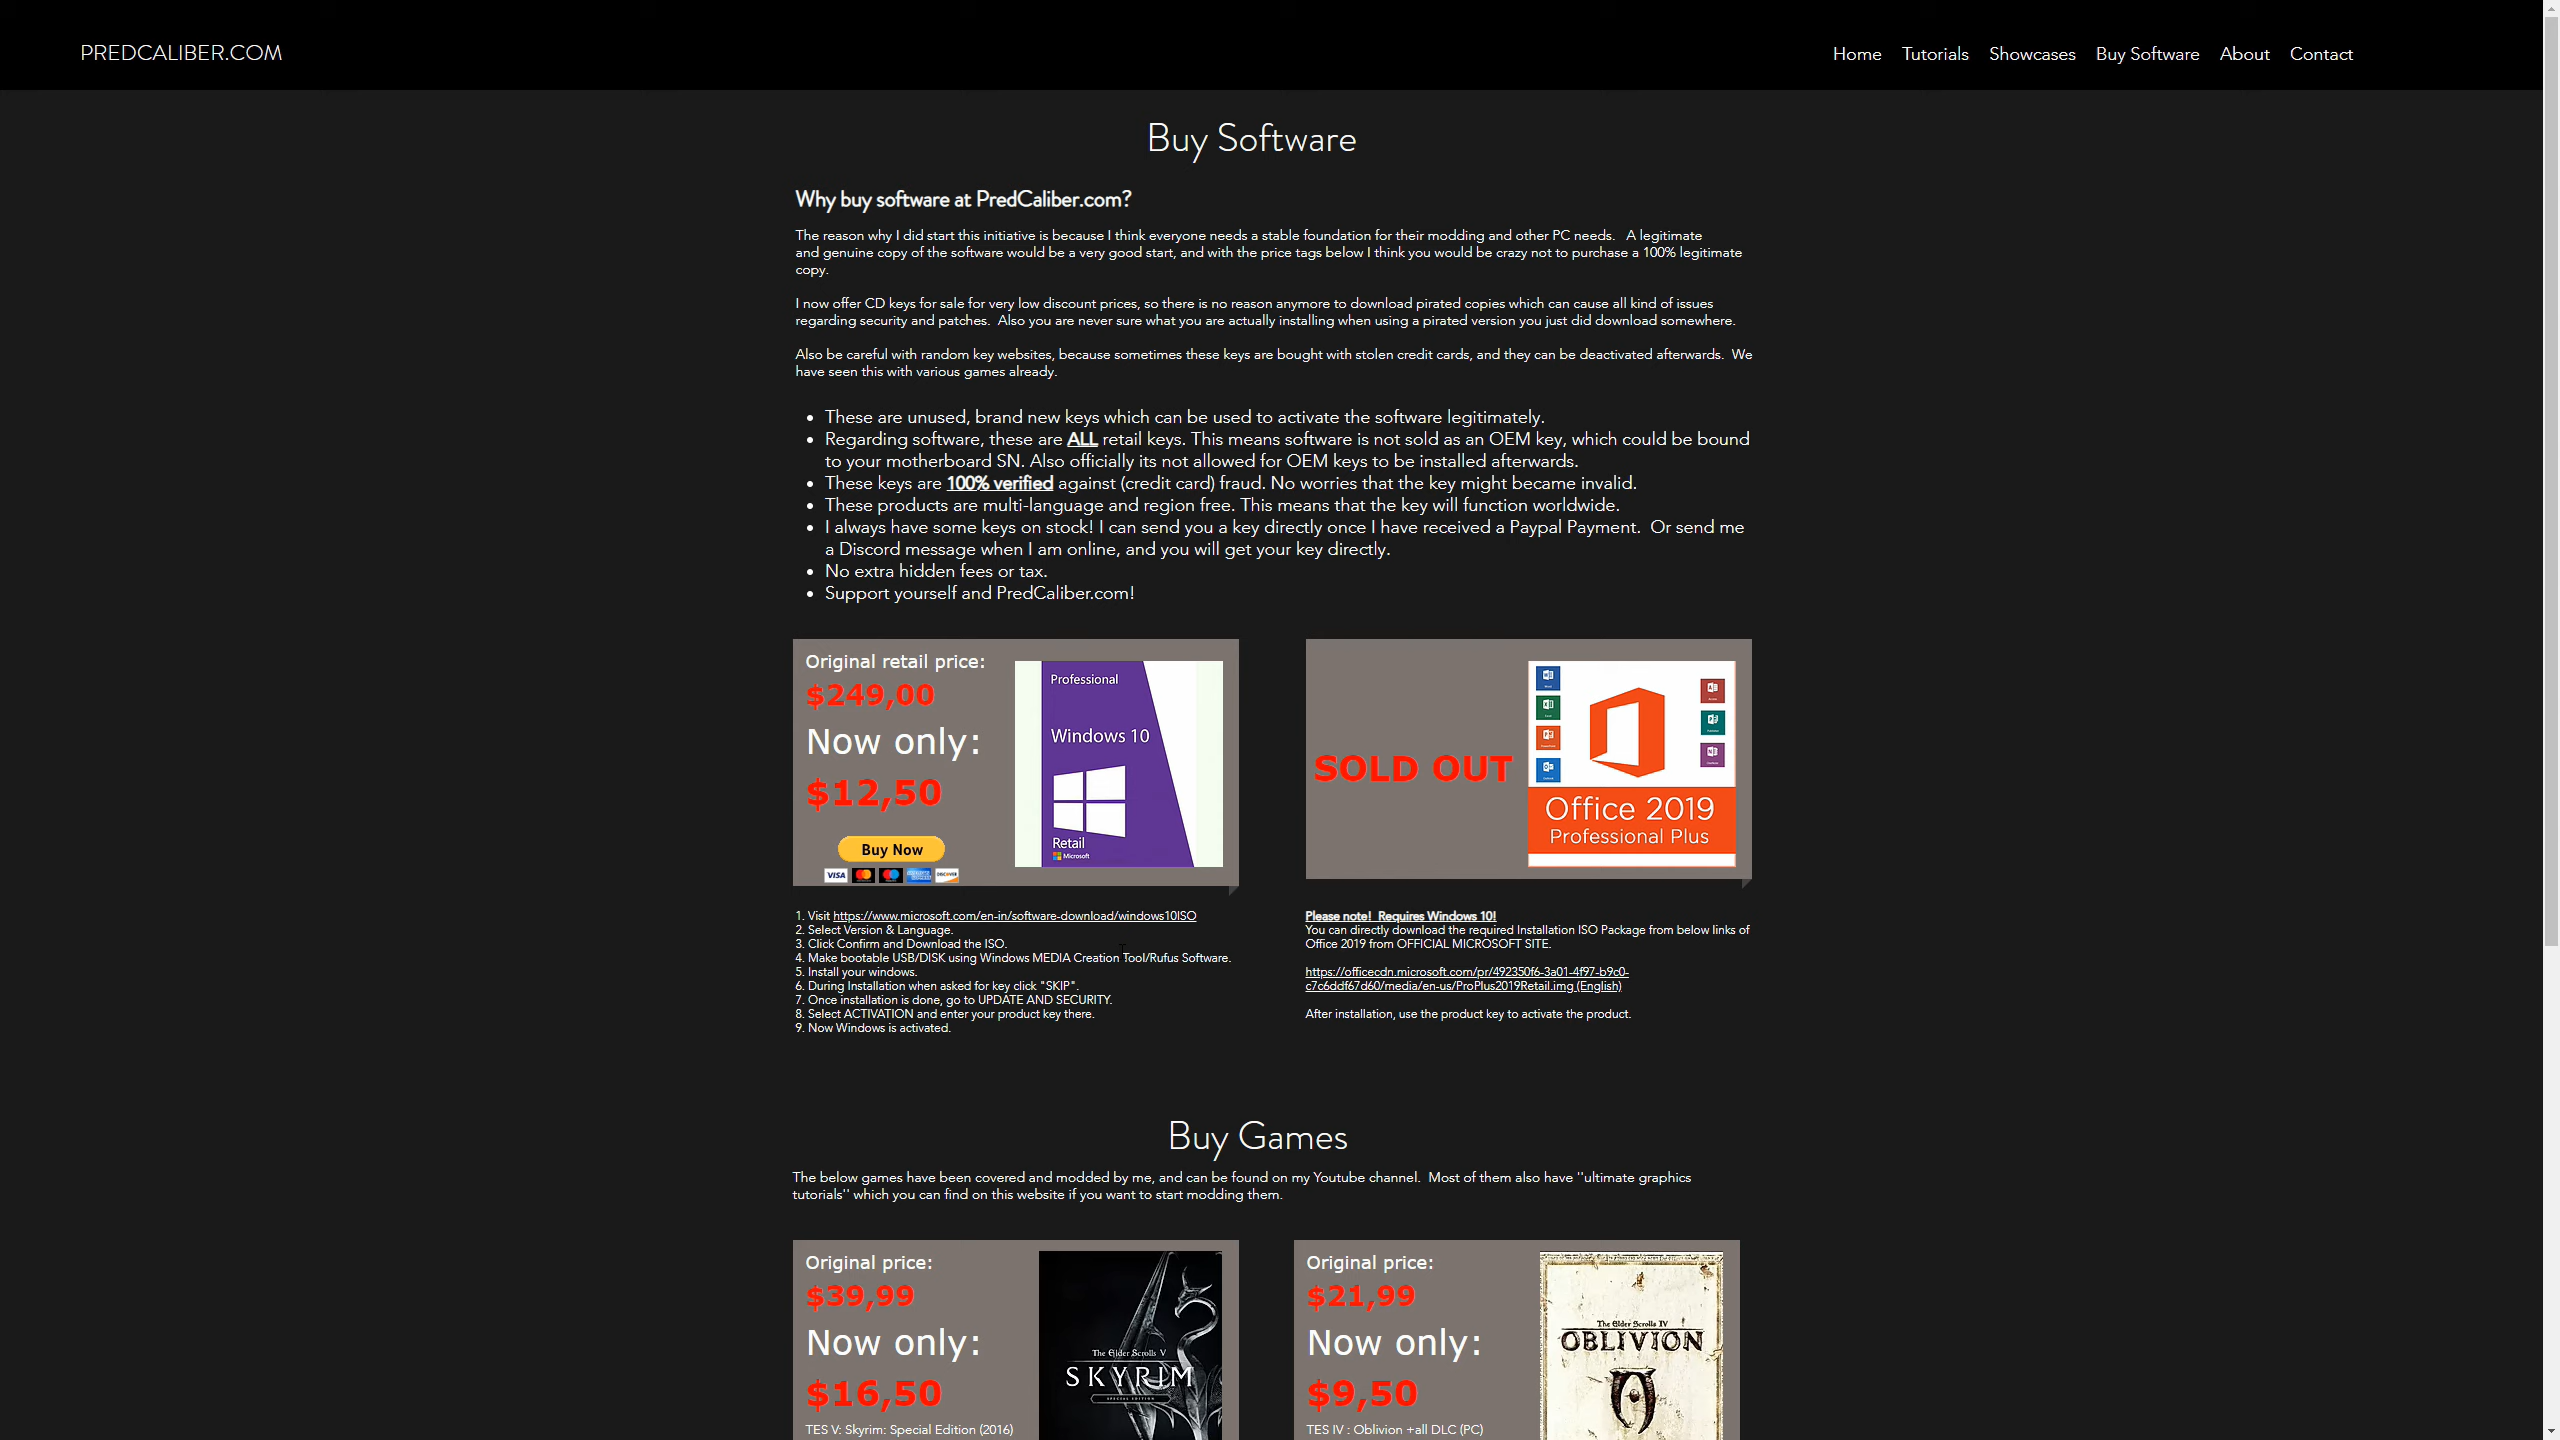 PREDCALIBER.COM
Home Tutorials Showcases Buy Software About Contact
Buy Software
Why buy software at PredCaliber.com?
The reason why I did start this initiative is because I think everyone needs a stable foundation for their modding and other PC needs. A legitimate
and genuine copy of the software would be a very good start, and with the price tags below I think you would be crazy not to purchase a 100% legitimate
copy.
I now offer CD keys for sale for very low discount prices, so there is no reason anymore to download pirated copies which can cause all kind of issues
regarding security and patches. Also you are never sure what you are actually installing when using a pirated version you just did download somewhere.
Also be careful with random key websites, because sometimes these keys are bought with stolen credit cards, and they can be deactivated afterwards. We
have seen this with various games already.
• These are unused, brand new keys which can be used to activate the software legitimately.
• Regarding software, these are ALL retail keys. This means software is not sold as an OEM key, which could be bound
to your motherboard SN. Also officially its not allowed for OEM keys to be installed afterwards.
• These keys are 100% verified against (credit card) fraud. No worries that the key might became invalid.
• These products are multi-language and region free. This means that the key will function worldwide.
• I always have some keys on stock! I can send you a key directly once I have received a Paypal Payment. Or send me
a Discord message when I am online, and you will get your key directly.
• No extra hidden fees or tax.
• Support yourself and PredCaliber.com!
Original retail price:
$249,00
Now only:
$12,50
Buy Now
VISA
DISCOVER
Professional
Windows 10
Retail
Microsoft
SOLD OUT
Office 2019
Professional Plus
1. Visit https://www.microsoft.com/en-in/software-download/windows10ISO
2. Select Version & Language.
3. Click Confirm and Download the ISO.
4. Make bootable USB/DISK using Windows MEDIA Creation Tool/Rufus Software.
5. Install your windows.
6. During Installation when asked for key click "SKIP".
7. Once installation is done, go to UPDATE AND SECURITY.
8. Select ACTIVATION and enter your product key there.
9. Now Windows is activated.
Please note! Requires Windows 10!
You can directly download the required Installation ISO Package from below links of
Office 2019 from OFFICIAL MICROSOFT SITE.
https://officecdn.microsoft.com/pr/492350f6-3a01-4f97-b9c0-
c7c6ddf67d60/media/en-us/ProPlus2019Retail.img (English)
After installation, use the product key to activate the product.
Buy Games
The below games have been covered and modded by me, and can be found on my Youtube channel. Most of them also have ''ultimate graphics
tutorials'' which you can find on this website if you want to start modding them.
Original price:
$39,99
Now only:
$16,50
TES V: Skyrim: Special Edition (2016)
The Elder Scrolls V
SKYRIM
SPECIAL EDITION
Original price:
$21,99
Now only:
$9,50
TES IV : Oblivion +all DLC (PC)
The Elder Scrolls IV
OBLIVION